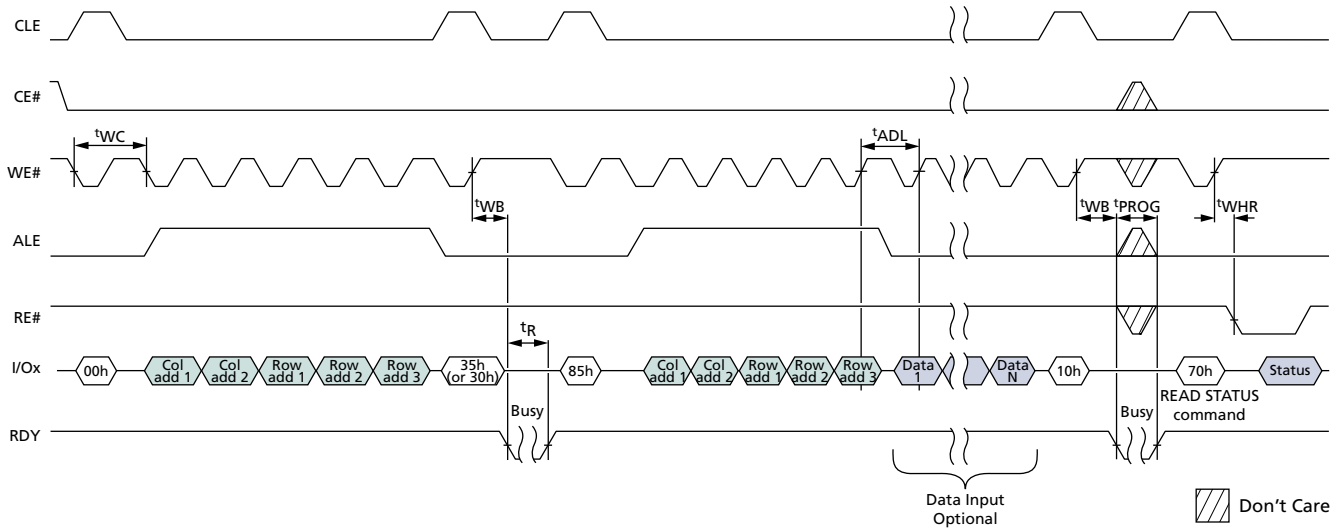 CLE
CE#
tWC
tADL
WE#
tWB
tWB
tPROG
tWHR
ALE
RE#
tR
I/Ox
00h
Col add 1
Col add 2
Row add 1
Row add 2
Row add 3
35h (or 30h)
85h
Col add 1
Col add 2
Row add 1
Row add 2
Row add 3
Data 1
Data N
10h
70h
Status
READ STATUS
command
Busy
Busy
RDY
Data Input
Optional
Don't Care